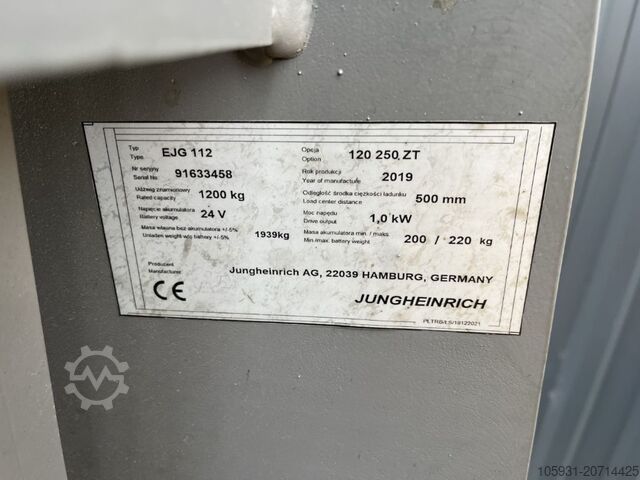 Typ
Type EJG 112
Opcja
Option 120 250 ZT
Nr seryjny
Serial No 91633458
Rok produkcji
Year of manufacture 2019
Udźwig znamionowy
Rated capacity 1200 kg
Odległość środka ciężkości ładunku
Load center distance 500 mm
Napięcie akumulatora
Battery voltage 24 V
Moc napędu
Drive output 1,0 kW
Masa własna bez akumulatora +/-5%
Unladen weight w/o battery +/-5% 1939kg
Masa akumulatora min. / maks
Min./max. battery weight 200 / 220 kg
Producent
Manufacturer Jungheinrich AG, 22039 HAMBURG, GERMANY
CE
JUNGHEINRICH
PLTRB/LS/18122021
105931-20714425